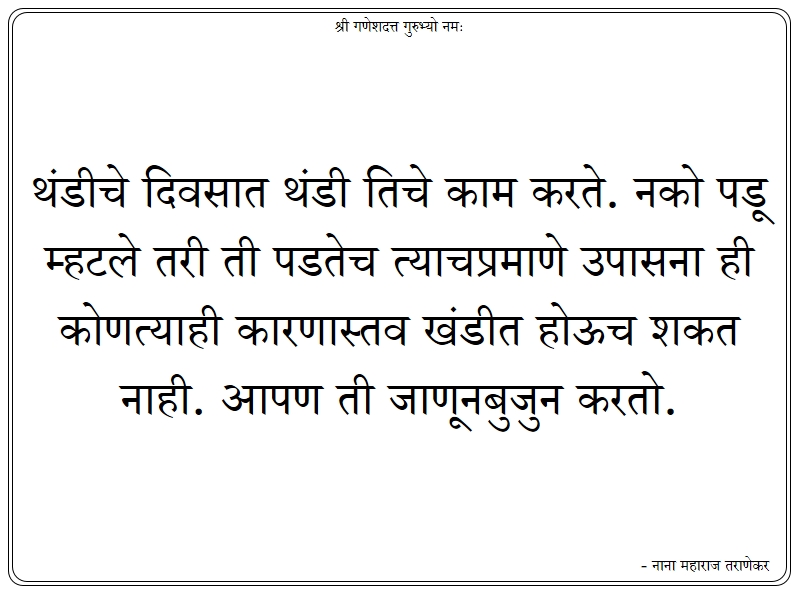 श्री गणेशदत्त गुरुभ्यो नमः
थंडीचे दिवसात थंडी तिचे काम करते. नको पडू
म्हटले तरी ती पडतेच त्याचप्रमाणे उपासना ही
कोणत्याही कारणास्तव खंडीत होऊच शकत
नाही. आपण ती जाणूनबुजुन करतो.
- नाना महाराज तराणेकर